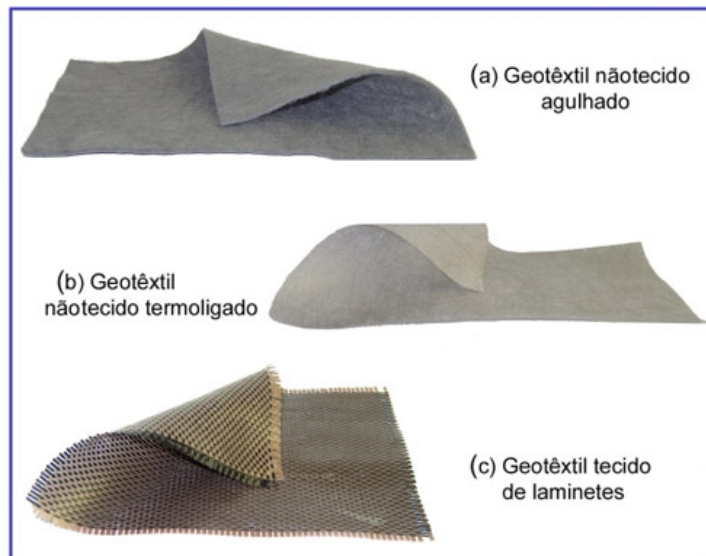 (a) Geotêxtil nãotecido
agulhado
(b) Geotêxtil
nãotecido termoligado
(c) Geotêxtil tecido
de laminetes